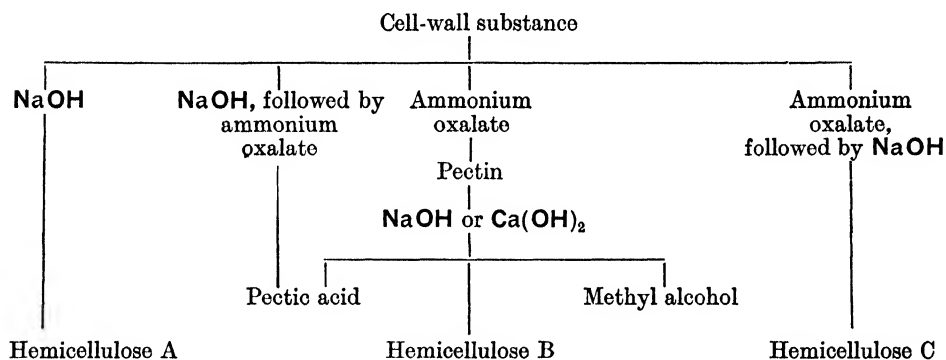 Cell-wall substance
NaOH NaOH, followed by Ammonium Ammonium
ammonium oxalate oxalate,
oxalate followed by NaOH
Pectin
NaOH or Ca(OH)₂
Pectic acid Methyl alcohol
Hemicellulose A Hemicellulose B Hemicellulose C